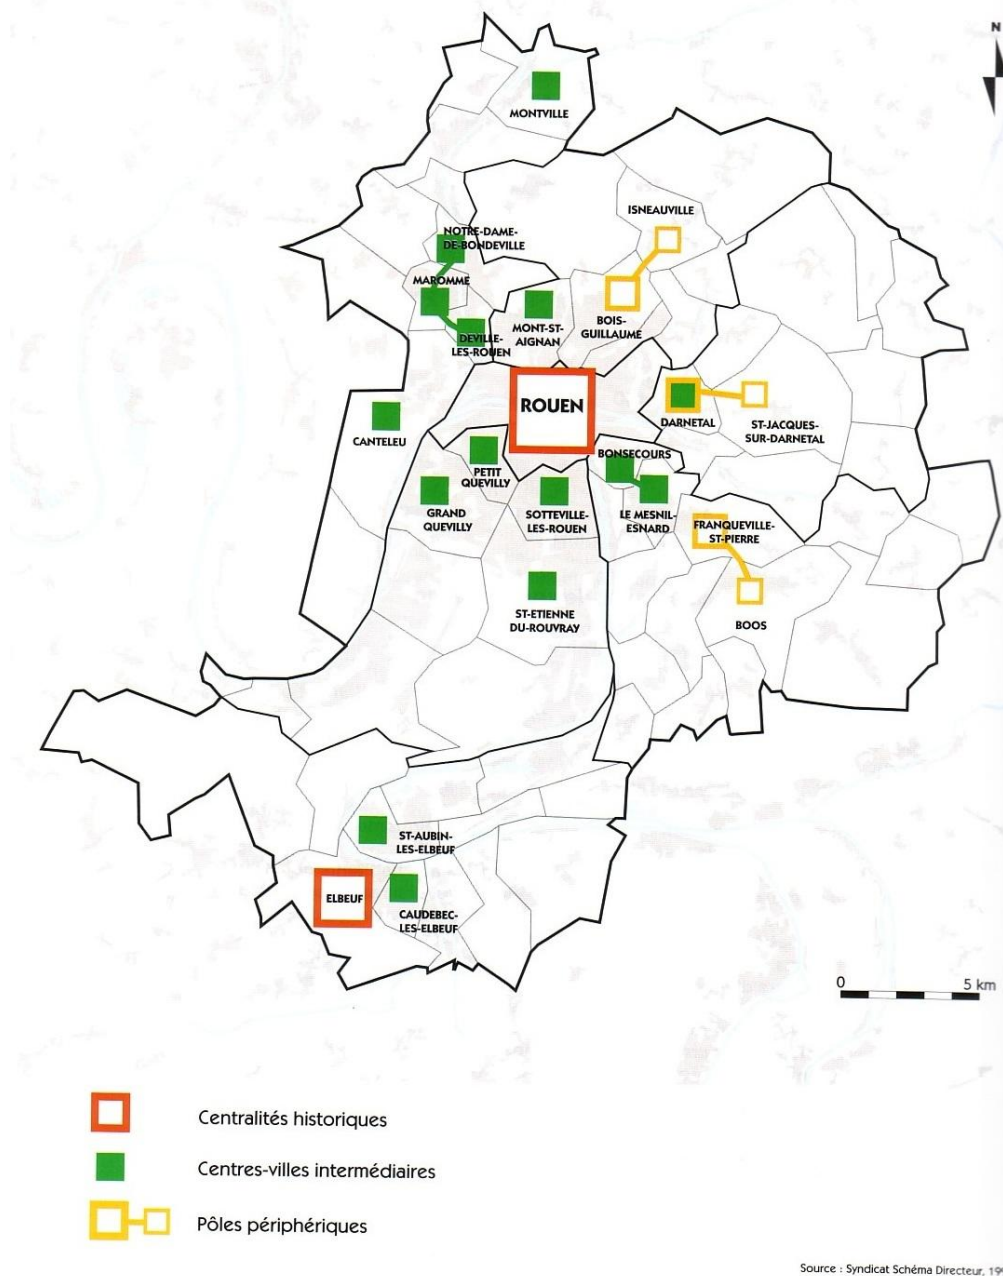 N
MONTVILLE
ISNEAUVILLE
NOTRE-DAME-
DE-BONDEVILLE
MAROMME
BOIS-
GUILLAUME
MONT-ST-
AIGNAN
DEVILLE-
LES-ROUEN
ROUEN
DARNETAL
ST-JACQUES-
SUR-DARNETAL
CANTELEU
BONSECOURS
PETIT
QUEVILLY
GRAND
QUEVILLY
SOTTEVILLE-
LES-ROUEN
LE MESNIL-
ESNARD
FRANQUEVILLE-
ST-PIERRE
ST-ETIENNE
DU-ROUVRAY
BOOS
ST-AUBIN-
LES-ELBEUF
ELBEUF
CAUDEBEC-
LES-ELBEUF
0 5 km
Centralités historiques
Centres-villes intermédiaires
Pôles périphériques
Source : Syndicat Schéma Directeur,